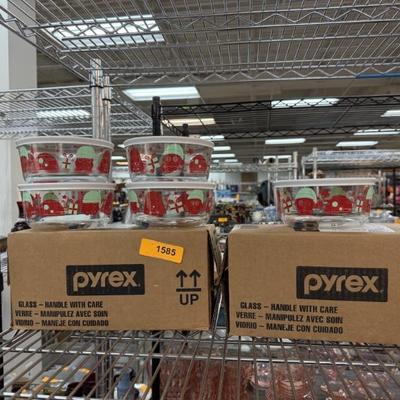 1585
pyrex
UP
GLASS – HANDLE WITH CARE
VERRE – MANIPULEZ AVEC SOIN
VIDRIO – MANEJE CON CUIDADO
pyrex
GLASS – HANDLE WITH CARE
VERRE – MANIPULEZ AVEC SOIN
VIDRIO – MANEJE CON CUIDADO